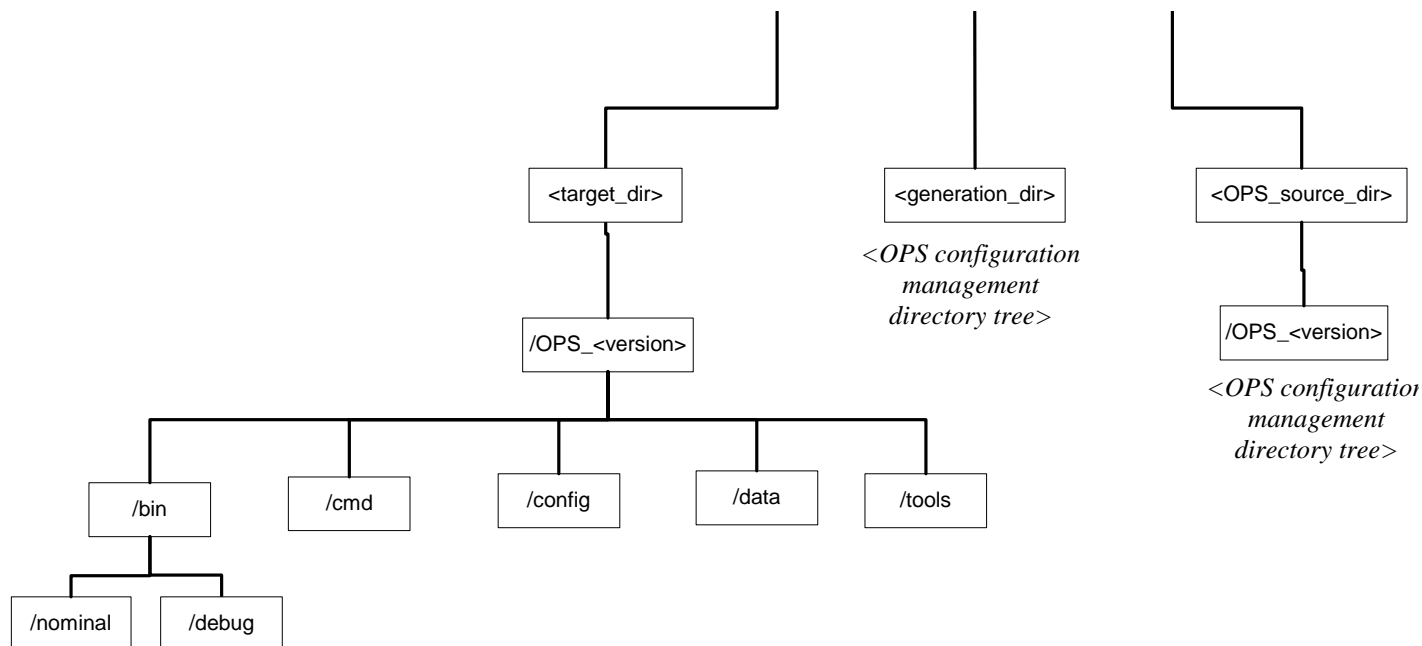 <target_dir>
<generation_dir>
<OPS_source_dir>
<OPS configuration
management
directory tree>
/OPS_<version>
/OPS_<version>
<OPS configuration
management
directory tree>
/bin
/cmd
/config
/data
/tools
/nominal
/debug